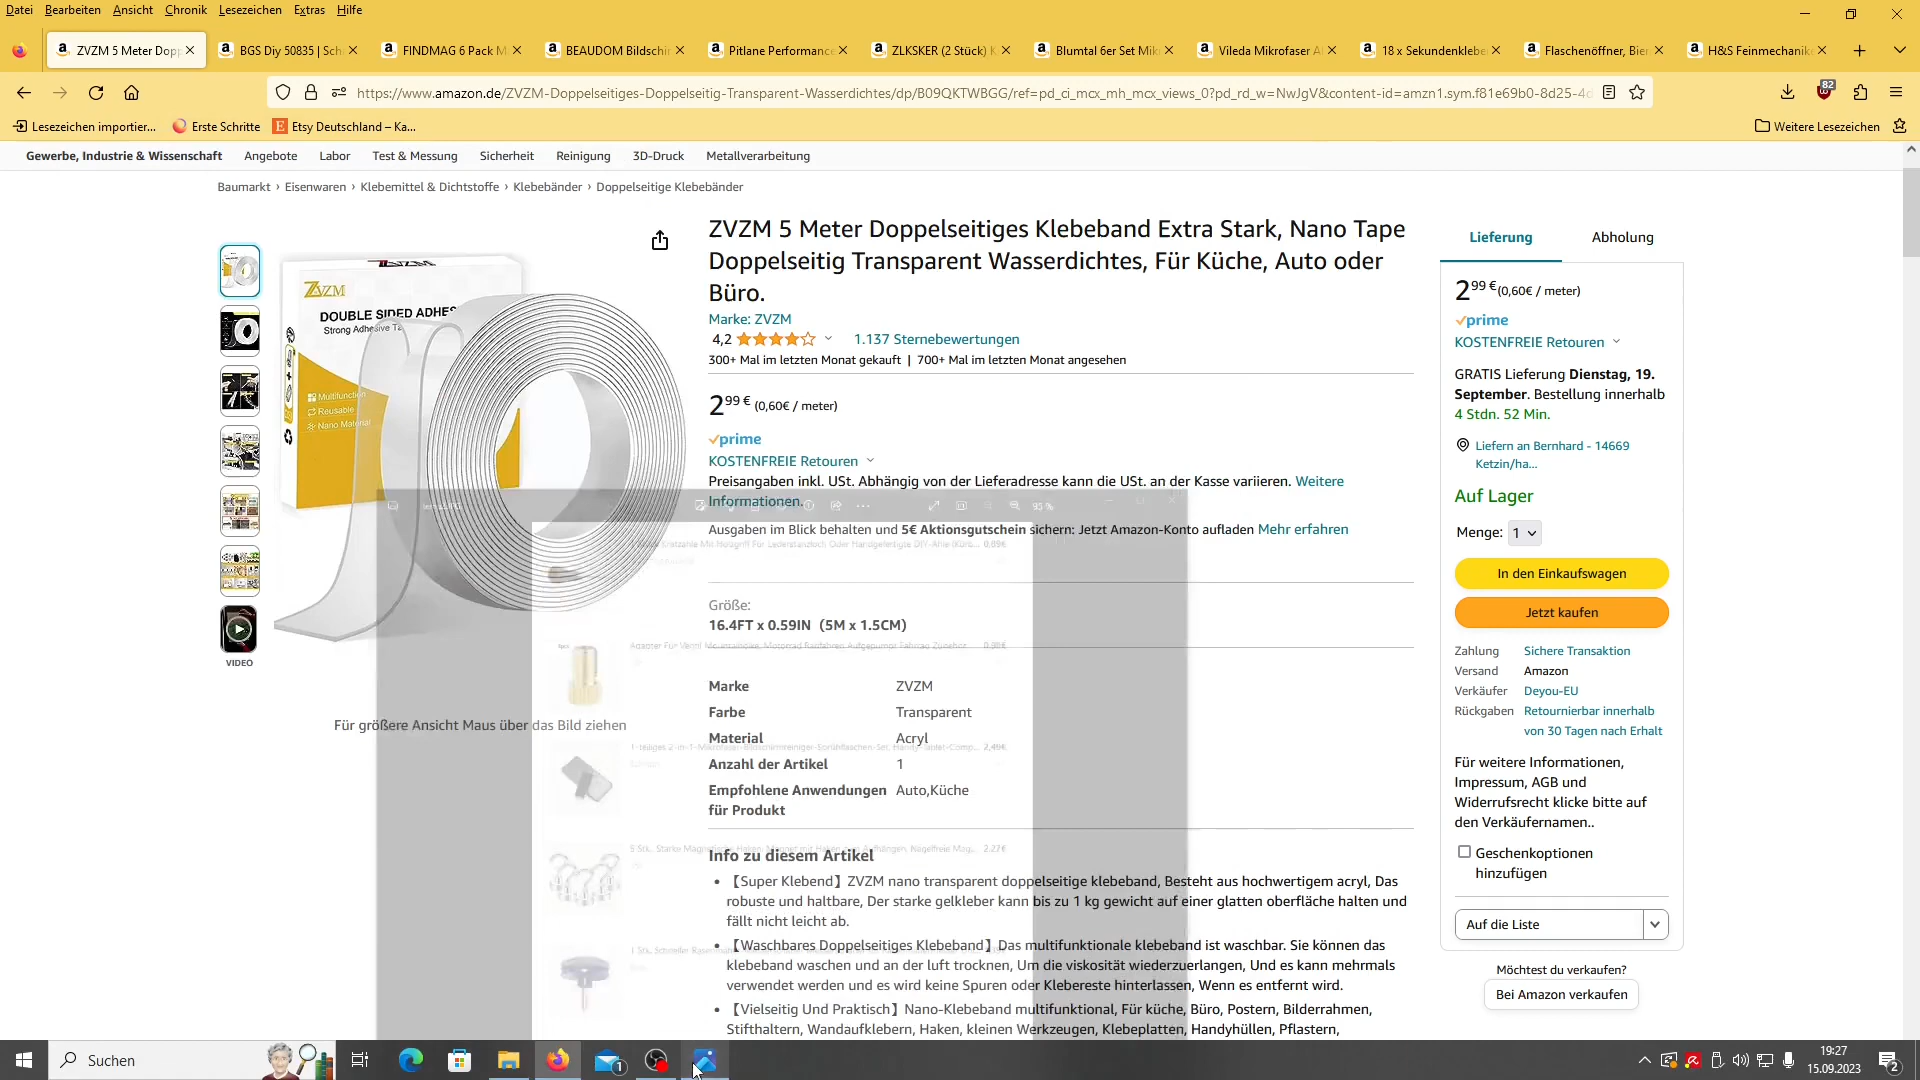 Datei Bearbeiten Ansicht Chronik Lesezeichen Extras Hilfe
ZVZM 5 Meter Dopp
BGS Diy 50835 | Sch
FINDMAG 6 Pack M
BEAUDOM Bildschir
Pitlane Performance
ZLKSKER (2 Stück) K
Blumtal 6er Set Mik
Vileda Mikrofaser Al
18 x Sekundenklebe
Flaschenöffner, Bier
H&S Feinmechanik
https://www.amazon.de/ZVZM-Doppelseitiges-Doppelseitig-Transparent-Wasserdichtes/dp/B09QKTWBGG/ref=pd_ci_mcx_mh_mcx_views_0?pd_rd_w=NwJgV&content-id=amzn1.sym.f81e69b0-8d25-4d
82
Lesezeichen importier...
Erste Schritte
Etsy Deutschland – Ka...
Weitere Lesezeichen
Gewerbe, Industrie & Wissenschaft Angebote Labor Test & Messung Sicherheit Reinigung 3D-Druck Metallverarbeitung
Baumarkt › Eisenwaren › Klebemittel & Dichtstoffe › Klebebänder › Doppelseitige Klebebänder
ZVZM
DOUBLE SIDED ADHES
Strong Adhesive Ta
Multifunction
Reusable
Nano Material
VIDEO
Für größere Ansicht Maus über das Bild ziehen
ZVZM 5 Meter Doppelseitiges Klebeband Extra Stark, Nano Tape
Doppelseitig Transparent Wasserdichtes, Für Küche, Auto oder
Büro.
Marke: ZVZM
4,2
1.137 Sternebewertungen
300+ Mal im letzten Monat gekauft | 700+ Mal im letzten Monat angesehen
2 99 € (0,60€ / meter)
prime
KOSTENFREIE Retouren
Preisangaben inkl. USt. Abhängig von der Lieferadresse kann die USt. an der Kasse variieren. Weitere
Informationen.
95 %
Ausgaben im Blick behalten und 5€ Aktionsgutschein sichern: Jetzt Amazon-Konto aufladen Mehr erfahren
Größe:
16.4FT x 0.59IN（5M x 1.5CM)
Marke ZVZM
Farbe Transparent
Material Acryl
Anzahl der Artikel 1
Empfohlene Anwendungen Auto,Küche
für Produkt
Info zu diesem Artikel
【Super Klebend】ZVZM nano transparent doppelseitige klebeband, Besteht aus hochwertigem acryl, Das
robuste und haltbare, Der starke gelkleber kann bis zu 1 kg gewicht auf einer glatten oberfläche halten und
fällt nicht leicht ab.
【Waschbares Doppelseitiges Klebeband】Das multifunktionale klebeband ist waschbar. Sie können das
klebeband waschen und an der luft trocknen, Um die viskosität wiederzuerlangen, Und es kann mehrmals
verwendet werden und es wird keine Spuren oder Klebereste hinterlassen, Wenn es entfernt wird.
【Vielseitig Und Praktisch】Nano-Klebeband multifunktional, Für küche, Büro, Postern, Bilderrahmen,
Stifthaltern, Wandaufklebern, Haken, kleinen Werkzeugen, Klebeplatten, Handyhüllen, Pflastern,
Lieferung Abholung
2 99 € (0,60€ / meter)
prime
KOSTENFREIE Retouren
GRATIS Lieferung Dienstag, 19.
September. Bestellung innerhalb
4 Stdn. 52 Min.
Liefern an Bernhard - 14669
Ketzin/ha...
Auf Lager
Menge: 1
In den Einkaufswagen
Jetzt kaufen
Zahlung Sichere Transaktion
Versand Amazon
Verkäufer Deyou-EU
Rückgaben Retournierbar innerhalb
von 30 Tagen nach Erhalt
Für weitere Informationen,
Impressum, AGB und
Widerrufsrecht klicke bitte auf
den Verkäufernamen..
Geschenkoptionen
hinzufügen
Auf die Liste
Möchtest du verkaufen?
Bei Amazon verkaufen
Suchen
1
19:27
15.09.2023
2